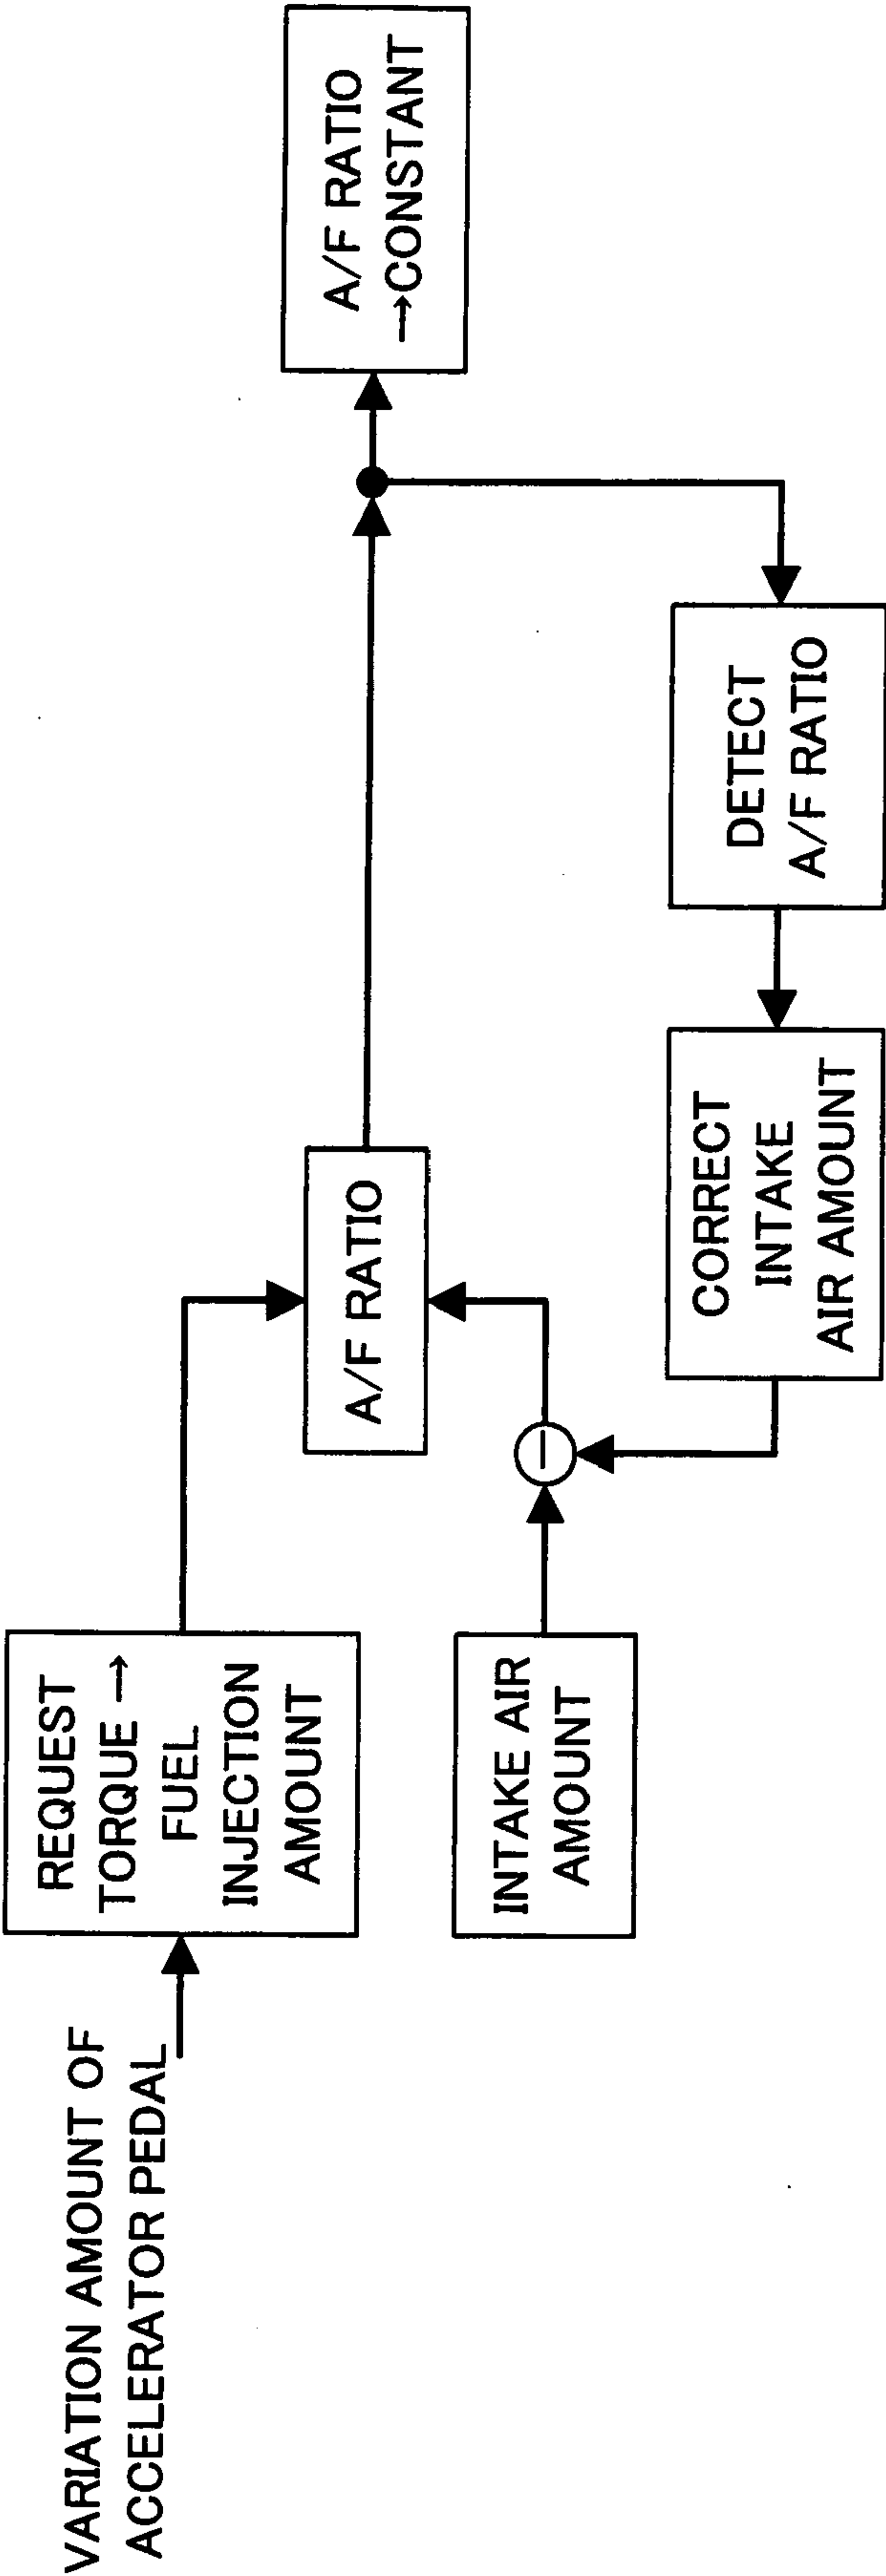 VARIATION AMOUNT OF
ACCELERATOR PEDAL
REQUEST
TORQUE →
FUEL
INJECTION
AMOUNT
INTAKE AIR
AMOUNT
−
A/F RATIO
CORRECT
INTAKE
AIR AMOUNT
DETECT
A/F RATIO
A/F RATIO
→CONSTANT